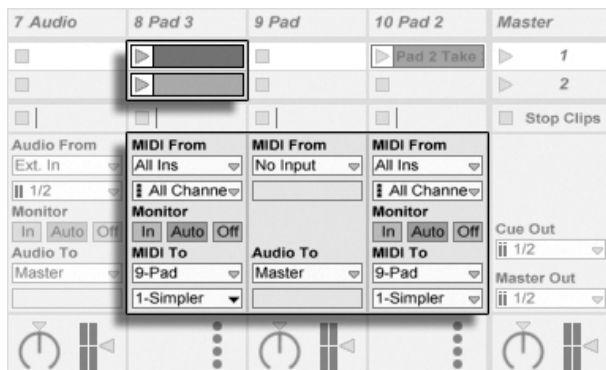 7 Audio 8 Pad 3 9 Pad 10 Pad 2 Master
Pad 2 Take 1
2
Stop Clips
Audio From MIDI From MIDI From MIDI From
Ext. In All Ins No Input All Ins
1/2 All Channe All Channe
Monitor Monitor Monitor
In Auto Off In Auto Off In Auto Off Cue Out
Audio To MIDI To Audio To MIDI To 1/2
Master 9-Pad Master 9-Pad Master Out
1-Simpler 1-Simpler 1/2